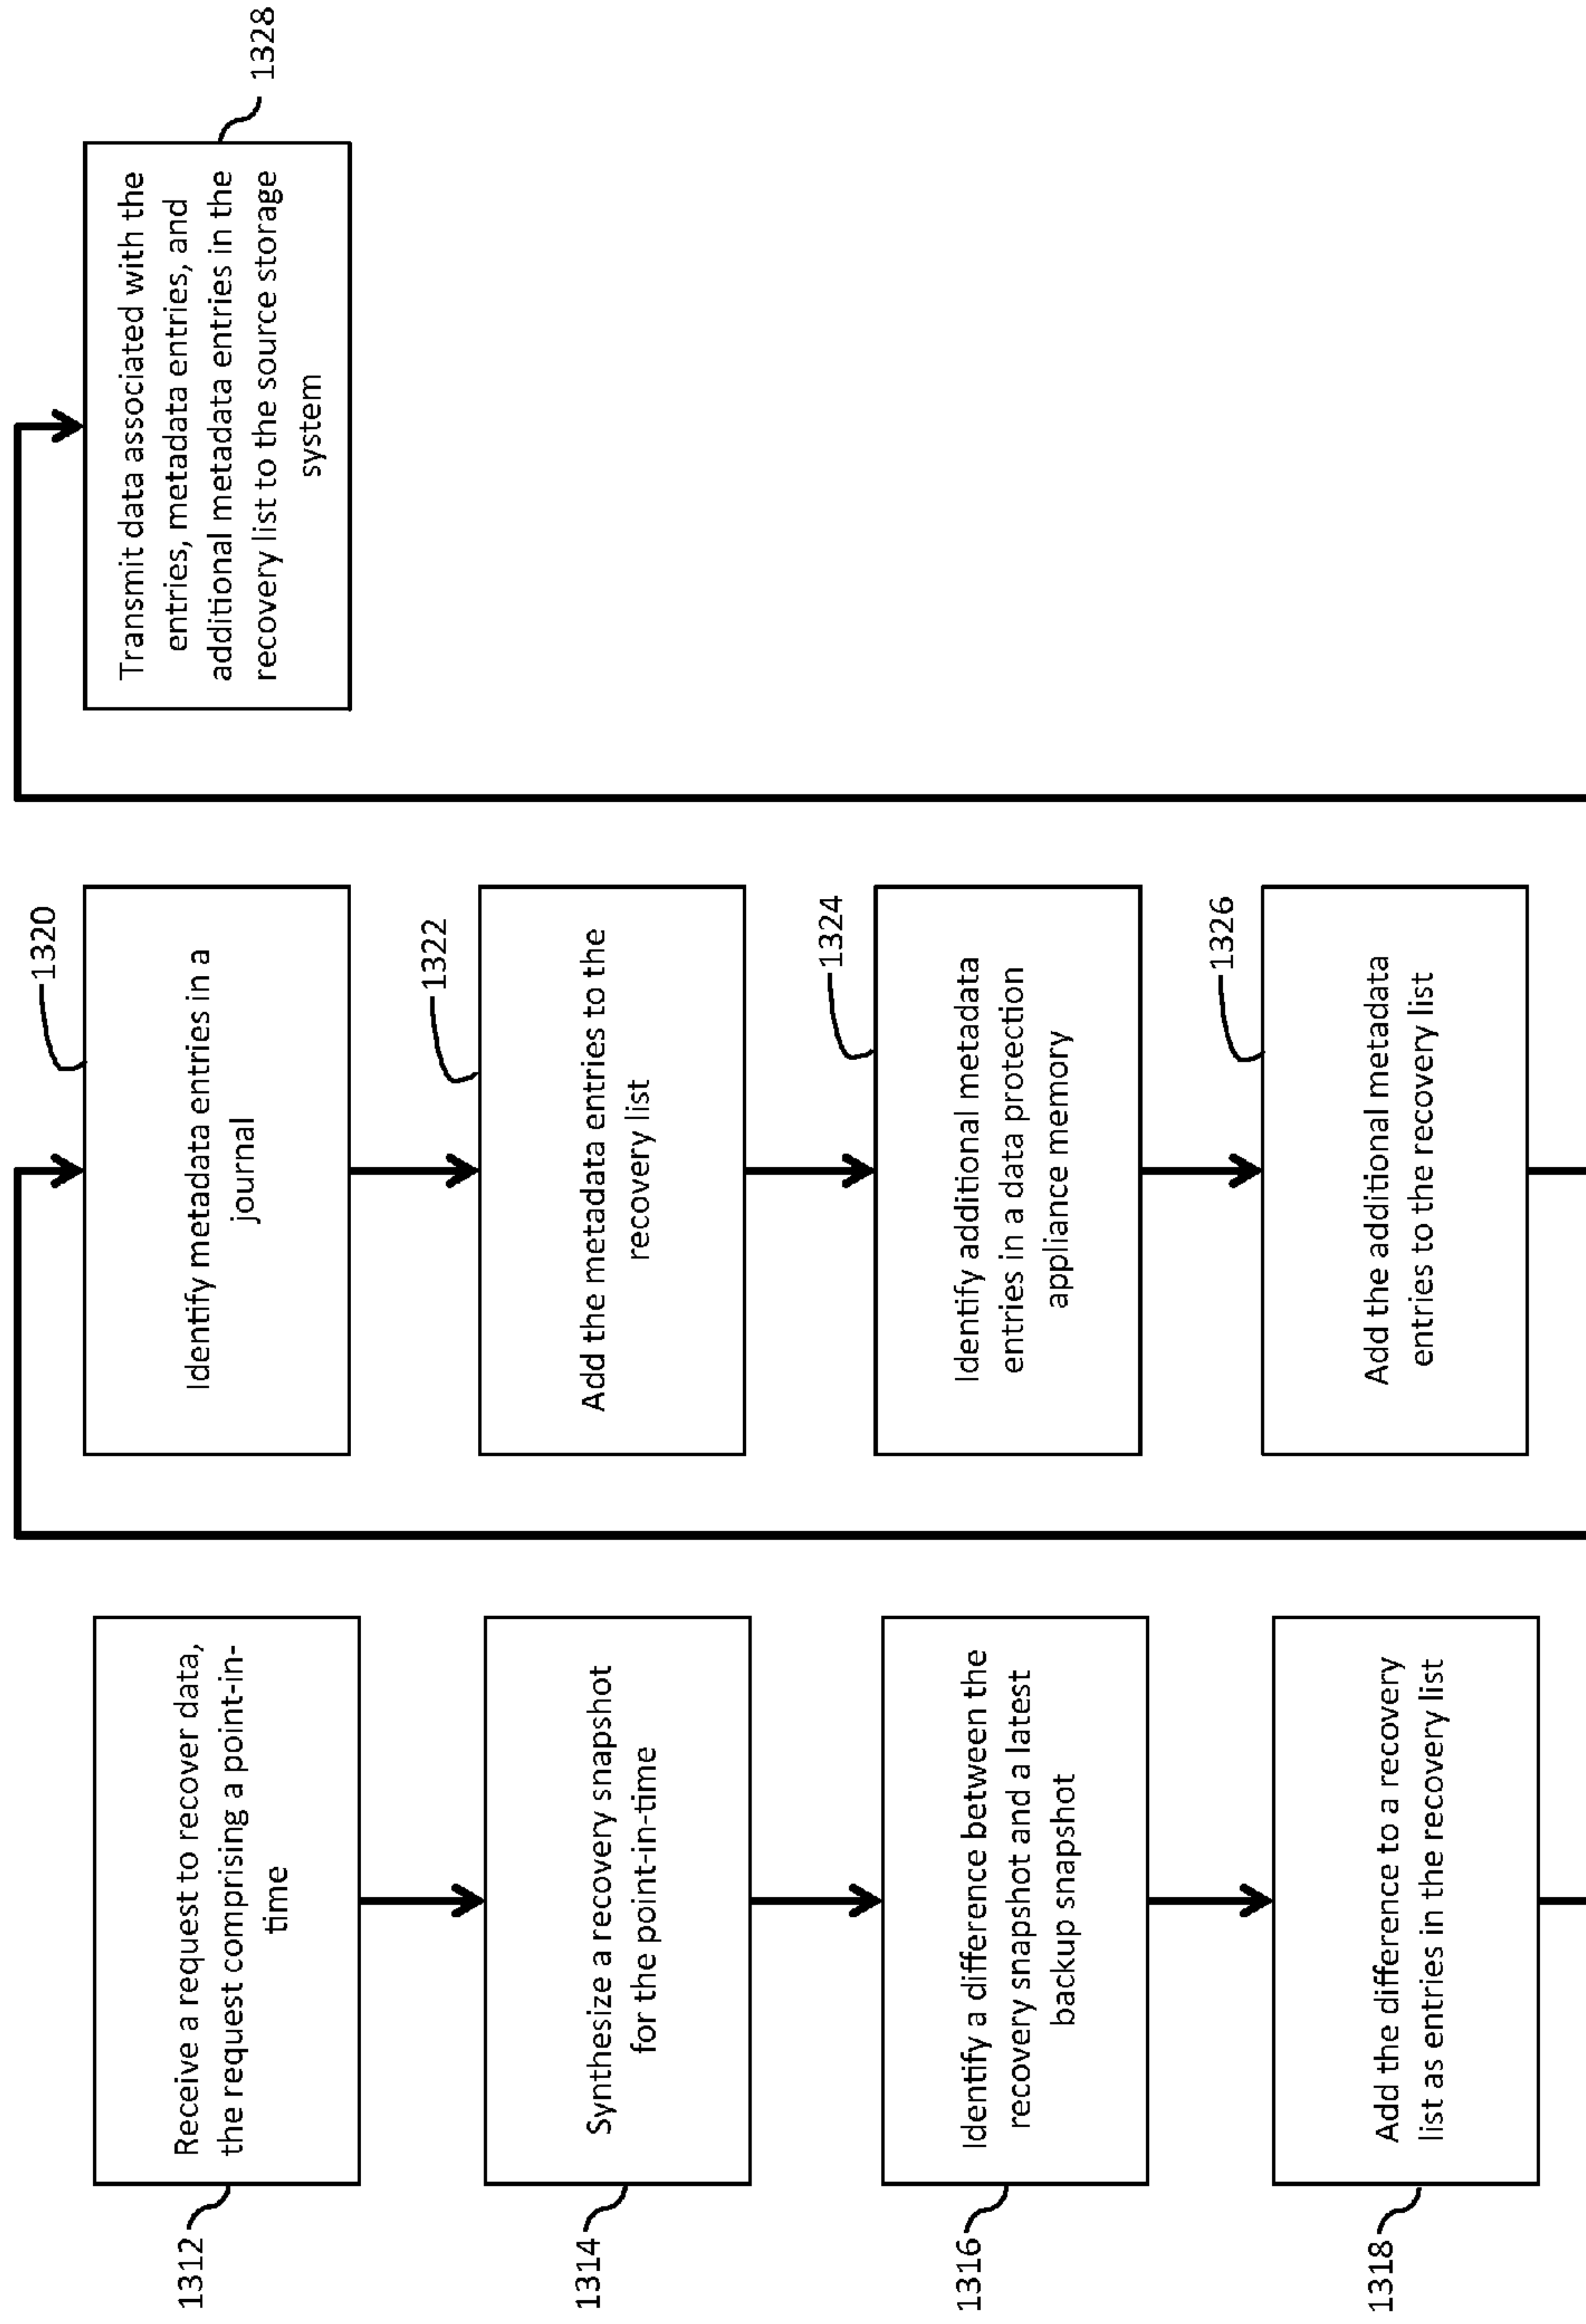 1312
Receive a request to recover data,
the request comprising a point-in-
time
1314
Synthesize a recovery snapshot
for the point-in-time
1316
Identify a difference between the
recovery snapshot and a latest
backup snapshot
1318
Add the difference to a recovery
list as entries in the recovery list
1320
Identify metadata entries in a
journal
1322
Add the metadata entries to the
recovery list
1324
Identify additional metadata
entries in a data protection
appliance memory
1326
Add the additional metadata
entries to the recovery list
1328
Transmit data associated with the
entries, metadata entries, and
additional metadata entries in the
recovery list to the source storage
system